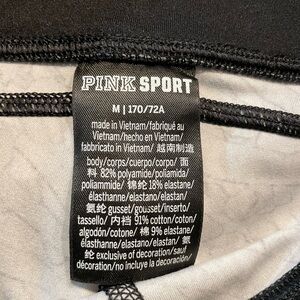 PINK SPORT
M | 170/72A
made in Vietnam/fabriqué au
Vietnam/hecho en Vietnam/
fabbricato in Vietnam/ 越南制造
body/corps/cuerpo/corpo/ 面
料 82% polyamide/poliamida/
poliammide/ 锦纶 18% elastane/
élasthanne/elastano/elastan/
氨纶 gusset/gousset/inserto/
tassello/ 内裆 91% cotton/coton/
algodón/cotone/ 棉 9% elastane/
élasthanne/elastano/elastan/ 氨
纶 exclusive of decoration/sauf
décoration/no incluye la decoración/